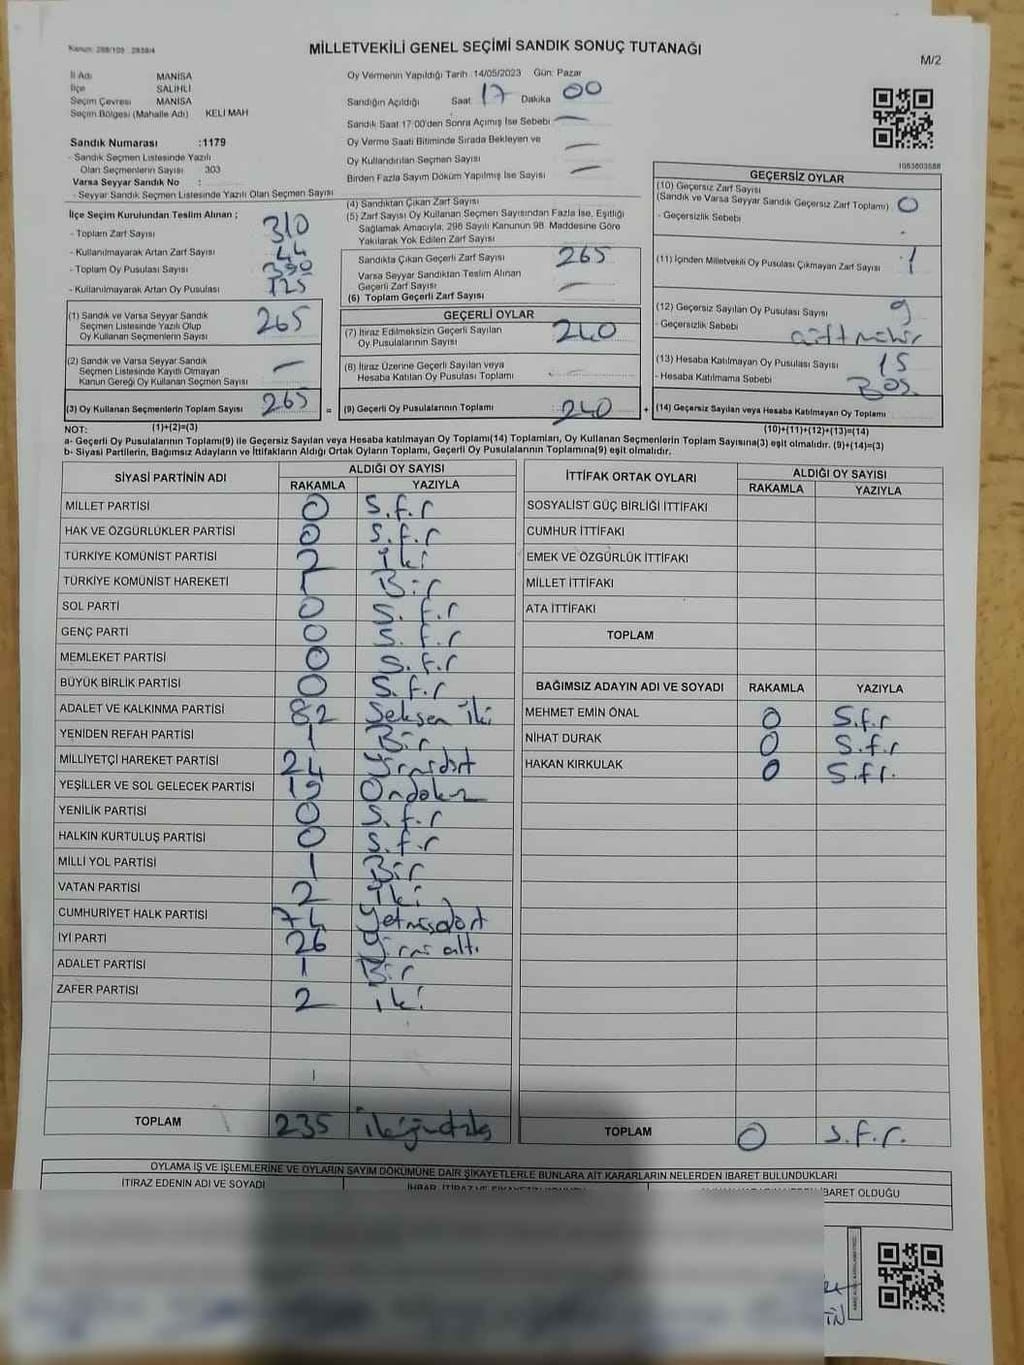 Kanun: 298/105 2839/4
MİLLETVEKİLİ GENEL SEÇİMİ SANDIK SONUÇ TUTANAĞI
M/2
İl Adı MANİSA
İlçe SALİHLİ
Seçim Çevresi MANİSA
Seçim Bölgesi (Mahalle Adı) KELİ MAH
Oy Vermenin Yapıldığı Tarih :14/05/2023 Gün: Pazar
Sandığın Açıldığı Saat 17 Dakika 00
Sandık Saat 17:00'den Sonra Açmış İse Sebebi —
Oy Verme Saati Bitiminde Sırada Bekleyen ve
Oy Kullandırılan Seçmen Sayısı —
Birden Fazla Sayım Döküm Yapılmış İse Sayısı —
Sandık Numarası :1179
- Sandık Seçmen Listesinde Yazılı
Olan Seçmenlerin Sayısı 303
Varsa Seyyar Sandık No :
- Seyyar Sandık Seçmen Listesinde Yazılı Olan Seçmen Sayısı
1053603588
İlçe Seçim Kurulundan Teslim Alınan ;
- Toplam Zarf Sayısı 310
- Kullanılmayarak Artan Zarf Sayısı 44
- Toplam Oy Pusulası Sayısı 390
- Kullanılmayarak Artan Oy Pusulası 125
(4) Sandıktan Çıkan Zarf Sayısı
(5) Zarf Sayısı Oy Kullanan Seçmen Sayısından Fazla İse, Eşitliği
Sağlamak Amacıyla, 298 Sayılı Kanunun 98. Maddesine Göre
Yakılarak Yok Edilen Zarf Sayısı
Sandıkta Çıkan Geçerli Zarf Sayısı 265
Varsa Seyyar Sandıktan Teslim Alınan
Geçerli Zarf Sayısı —
(6) Toplam Geçerli Zarf Sayısı
GEÇERSİZ OYLAR
(10) Geçersiz Zarf Sayısı
(Sandık ve Varsa Seyyar Sandık Geçersiz Zarf Toplamı) 0
- Geçersizlik Sebebi
(11) İçinden Milletvekili Oy Pusulası Çıkmayan Zarf Sayısı 1
(12) Geçersiz Sayılan Oy Pusulası Sayısı 9
- Geçersizlik Sebebi çift mühür
(13) Hesaba Katılmayan Oy Pusulası Sayısı 15
- Hesaba Katılmama Sebebi Boş.
(14) Geçersiz Sayılan veya Hesaba Katılmayan Oy Toplamı
(10)+(11)+(12)+(13)=(14)
(1) Sandık ve Varsa Seyyar Sandık
Seçmen Listesinde Yazılı Olup
Oy Kullanan Seçmenlerin Sayısı 265
(2) Sandık ve Varsa Seyyar Sandık
Seçmen Listesinde Kayıtlı Olmayan
Kanun Gereği Oy Kullanan Seçmen Sayısı —
(3) Oy Kullanan Seçmenlerin Toplam Sayısı 265 =
GEÇERLİ OYLAR
(7) İtiraz Edilmeksizin Geçerli Sayılan
Oy Pusulalarının Sayısı 240
(8) İtiraz Üzerine Geçerli Sayılan veya
Hesaba Katılan Oy Pusulası Toplamı —
(9) Geçerli Oy Pusulalarının Toplamı 240 +
NOT: (1)+(2)=(3)
a- Geçerli Oy Pusulalarının Toplamı(9) ile Geçersiz Sayılan veya Hesaba katılmayan Oy Toplamı(14) Toplamları, Oy Kullanan Seçmenlerin Toplam Sayısına(3) eşit olmalıdır. (9)+(14)=(3)
b- Siyasi Partilerin, Bağımsız Adayların ve İttifakların Aldığı Ortak Oyların Toplamı, Geçerli Oy Pusulalarının Toplamına(9) eşit olmalıdır.
SİYASİ PARTİNİN ADI ALDIĞI OY SAYISI
RAKAMLA YAZIYLA
MİLLET PARTİSİ 0 Sıfır
HAK VE ÖZGÜRLÜKLER PARTİSİ 0 Sıfır
TÜRKİYE KOMÜNİST PARTİSİ 2 İki
TÜRKİYE KOMÜNİST HAREKETİ 1 Bir
SOL PARTİ 0 Sıfır
GENÇ PARTİ 0 Sıfır
MEMLEKET PARTİSİ 0 Sıfır
BÜYÜK BİRLİK PARTİSİ 0 Sıfır
ADALET VE KALKINMA PARTİSİ 82 Seksen İki
YENİDEN REFAH PARTİSİ 1 Bir
MİLLİYETÇİ HAREKET PARTİSİ 24 Yirmidört
YEŞİLLER VE SOL GELECEK PARTİSİ 19 Ondokuz
YENİLİK PARTİSİ 0 Sıfır
HALKIN KURTULUŞ PARTİSİ 0 Sıfır
MİLLİ YOL PARTİSİ 1 Bir
VATAN PARTİSİ 2 İki
CUMHURİYET HALK PARTİSİ 74 Yetmişdört
İYİ PARTİ 26 Yirmi altı
ADALET PARTİSİ 1 Bir
ZAFER PARTİSİ 2 iki
TOPLAM 235
İTTİFAK ORTAK OYLARI ALDIĞI OY SAYISI
RAKAMLA YAZIYLA
SOSYALİST GÜÇ BİRLİĞİ İTTİFAKI
CUMHUR İTTİFAKI
EMEK VE ÖZGÜRLÜK İTTİFAKI
MİLLET İTTİFAKI
ATA İTTİFAKI
TOPLAM
BAĞIMSIZ ADAYIN ADI VE SOYADI RAKAMLA YAZIYLA
MEHMET EMİN ÖNAL 0 Sıfır
NİHAT DURAK 0 Sıfır
HAKAN KIRKULAK 0 Sıfır.
TOPLAM 0 Sıfır.
OYLAMA İŞ VE İŞLEMLERİNE VE OYLARIN SAYIM DÖKÜMÜNE DAİR ŞİKAYETLERLE BUNLARA AİT KARARLARIN NELERDEN İBARET BULUNDUKLARI
İTİRAZ EDENİN ADI VE SOYADI
İBARET OLDUĞU